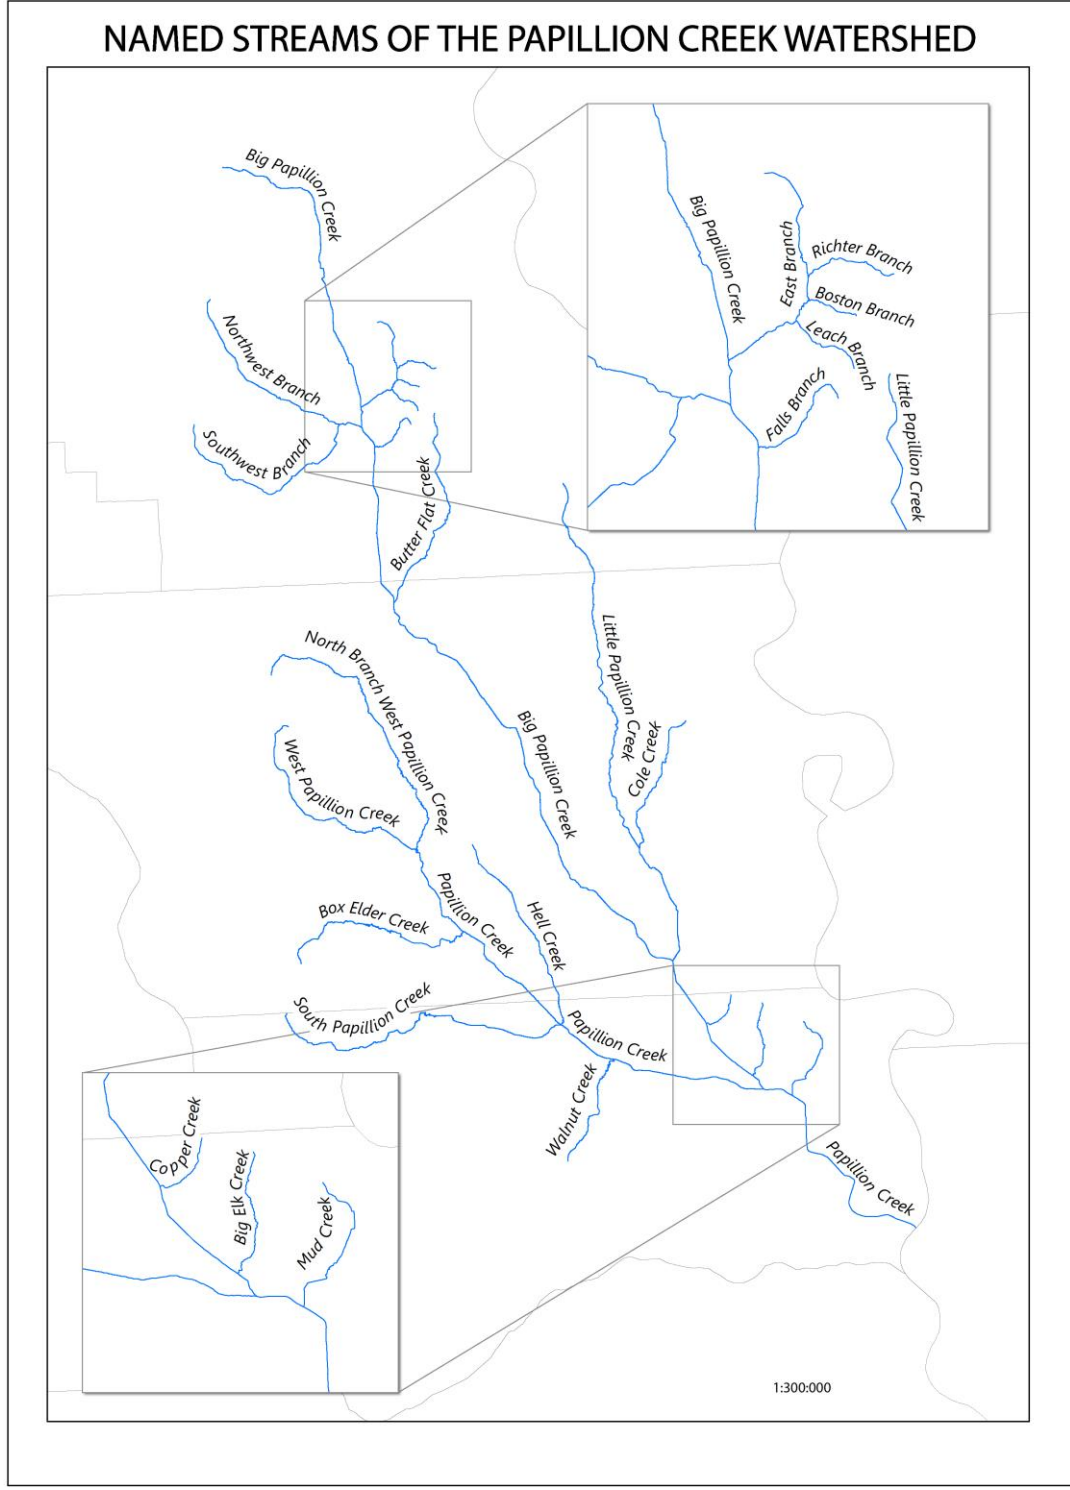 NAMED STREAMS OF THE PAPILLION CREEK WATERSHED
Big Papillion Creek
Big Papillion Creek
East Branch
Richter Branch
Boston Branch
Leach Branch
Falls Branch
Little Papillion Creek
Northwest Branch
Southwest Branch
Butter Flat Creek
Little Papillion Creek
North Branch West Papillion Creek
Cole Creek
Big Papillion Creek
West Papillion Creek
Papillion Creek
Box Elder Creek
Hell Creek
South Papillion Creek
Papillion Creek
Walnut Creek
Copper Creek
Big Elk Creek
Mud Creek
Papillion Creek
1:300:000